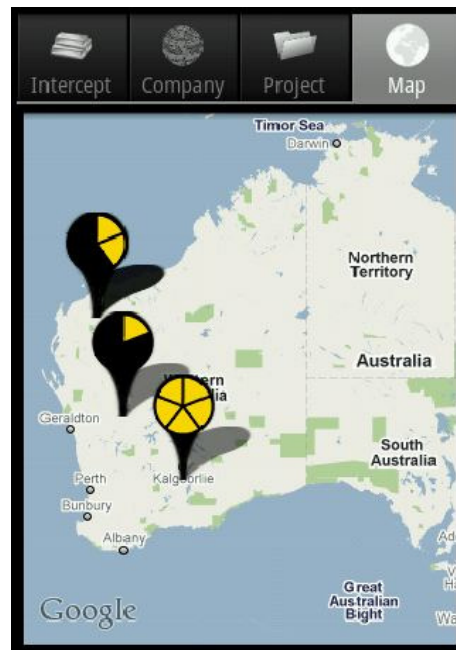 Intercept
Company
Project
Map
Timor Sea
Darwin
Northern
Territory
Australia
Geraldton
South
Australia
Perth
Kalgoorlie
Bunbury
Albany
Great
Australian
Bight
Google